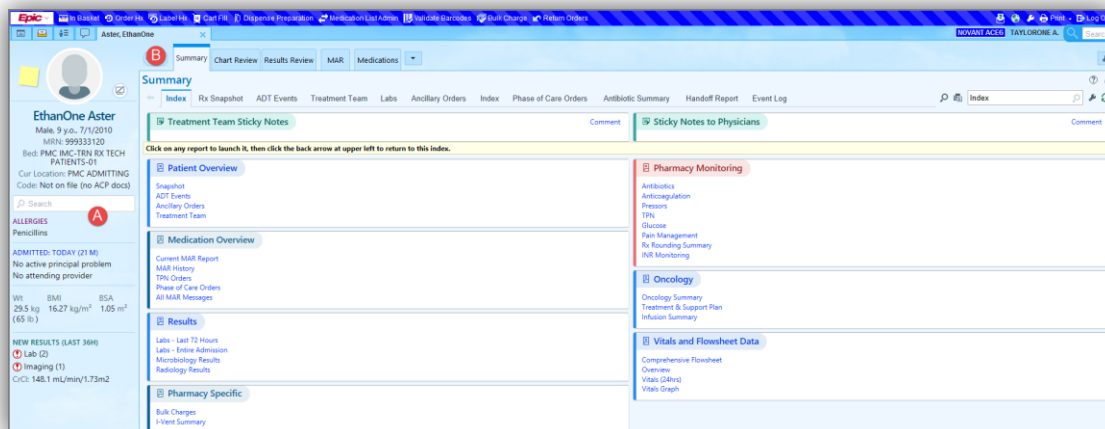 Epic In Basket Order Hx Label Hx Cart Fill Dispense Preparation Medication List Admin Validate Barcodes Bulk Charge Return Orders Print Log O
Aster, EthanOne × NOVANT ACE6 TAYLORONE A. Searc
B Summary Chart Review Results Review MAR Medications
Summary
Index Rx Snapshot ADT Events Treatment Team Labs Ancillary Orders Index Phase of Care Orders Antibiotic Summary Handoff Report Event Log Index
EthanOne Aster
Male, 9 y.o., 7/1/2010
MRN: 999333120
Bed: PMC IMC-TRN RX TECH
PATIENTS-01
Cur Location: PMC ADMITTING
Code: Not on file (no ACP docs)
Search
A
ALLERGIES
Penicillins
ADMITTED: TODAY (21 M)
No active principal problem
No attending provider
Wt BMI BSA
29.5 kg 16.27 kg/m² 1.05 m²
(65 lb)
NEW RESULTS (LAST 36H)
Lab (2)
Imaging (1)
CrCl: 148.1 mL/min/1.73m2
Treatment Team Sticky Notes Comment
Sticky Notes to Physicians Comment
Click on any report to launch it, then click the back arrow at upper left to return to this index.
Patient Overview
Snapshot
ADT Events
Ancillary Orders
Treatment Team
Medication Overview
Current MAR Report
MAR History
TPN Orders
Phase of Care Orders
All MAR Messages
Results
Labs - Last 72 Hours
Labs - Entire Admission
Microbiology Results
Radiology Results
Pharmacy Specific
Bulk Charges
I-Vent Summary
Pharmacy Monitoring
Antibiotics
Anticoagulation
Pressors
TPN
Glucose
Pain Management
Rx Rounding Summary
INR Monitoring
Oncology
Oncology Summary
Treatment & Support Plan
Infusion Summary
Vitals and Flowsheet Data
Comprehensive Flowsheet
Overview
Vitals (24hrs)
Vitals Graph